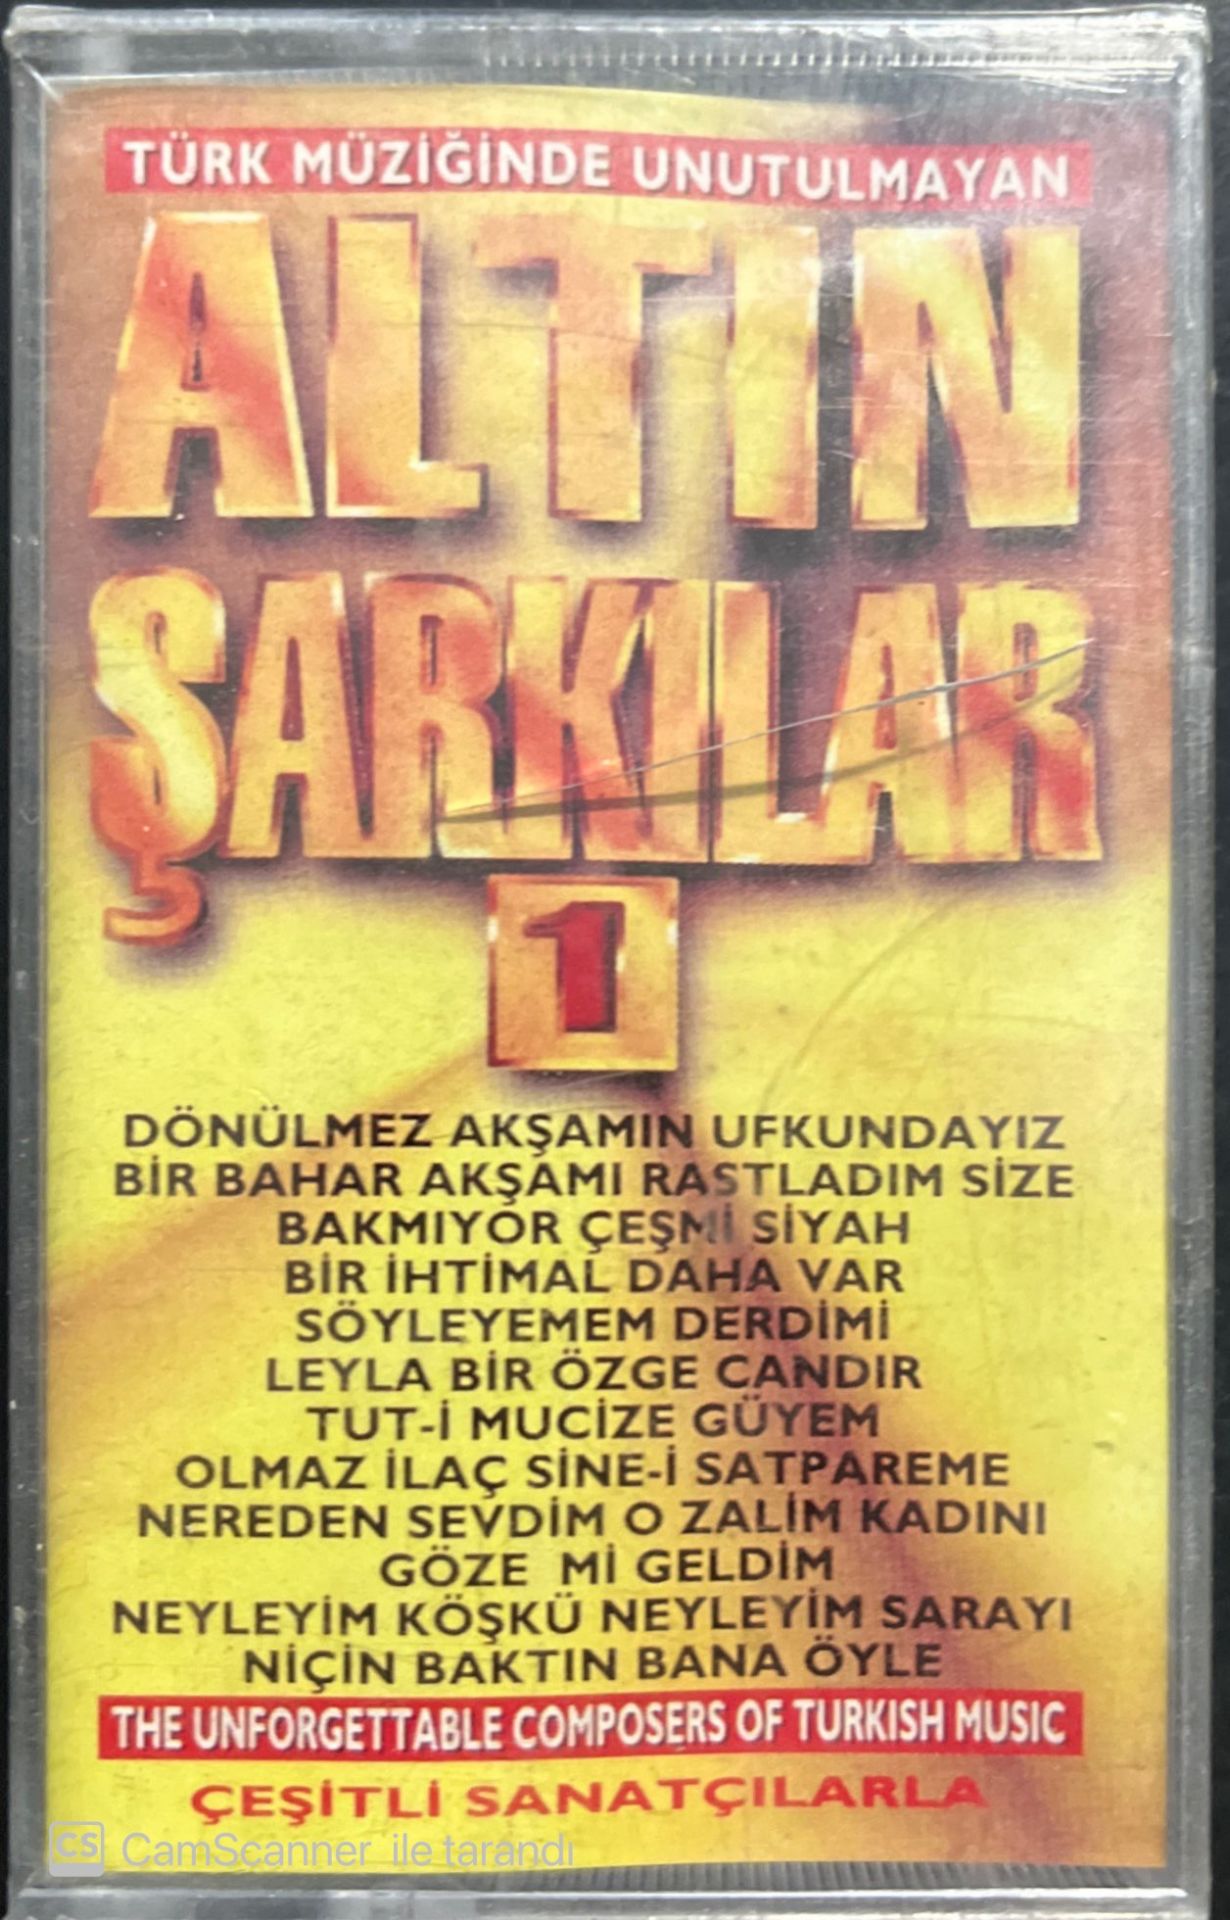 TÜRK MÜZİĞİNDE UNUTULMAYAN
ALTIN
ŞARKILAR
1
DÖNÜLMEZ AKŞAMIN UFKUNDAYIZ
BİR BAHAR AKŞAMI RASTLADIM SİZE
BAKMIYOR ÇEŞMİ SİYAH
BİR İHTİMAL DAHA VAR
SÖYLEYEMEM DERDİMİ
LEYLA BİR ÖZGE CANDIR
TUT-İ MUCİZE GÜYEM
OLMAZ İLAÇ SİNE-İ SATPAREME
NEREDEN SEVDİM O ZALİM KADINI
GÖZE Mİ GELDİM
NEYLEYİM KÖŞKÜ NEYLEYİM SARAYI
NİÇİN BAKTIN BANA ÖYLE
THE UNFORGETTABLE COMPOSERS OF TURKISH MUSIC
ÇEŞİTLİ SANATÇILARLA
CS CamScanner ile tarandı